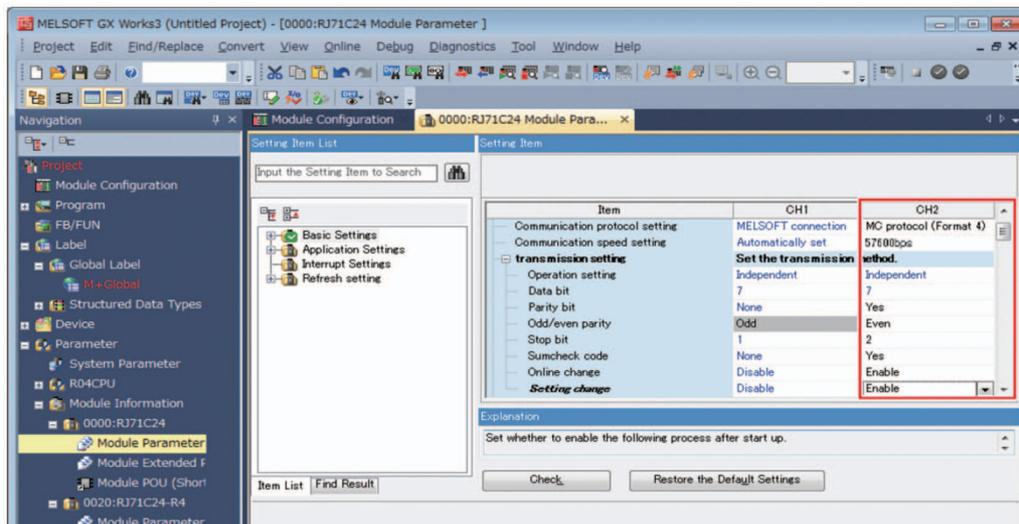 MELSOFT GX Works3 (Untitled Project) - [0000:RJ71C24 Module Parameter ]
Project Edit Find/Replace Convert View Online Debug Diagnostics Tool Window Help
Navigation
Module Configuration
0000:RJ71C24 Module Para...
Project
Module Configuration
Program
FB/FUN
Label
Global Label
M+Global
Structured Data Types
Device
Parameter
System Parameter
R04CPU
Module Information
0000:RJ71C24
Module Parameter
Module Extended P
Module POU (Short
0020:RJ71C24-R4
Module Parameter
Setting Item List
Input the Setting Item to Search
Basic Settings
Application Settings
Interrupt Settings
Refresh setting
Item List Find Result
Setting Item
Item CH1 CH2
Communication protocol setting MELSOFT connection MC protocol (Format 4)
Communication speed setting Automatically set 57600bps
transmission setting Set the transmission method.
Operation setting Independent Independent
Data bit 7 7
Parity bit None Yes
Odd/even parity Odd Even
Stop bit 1 2
Sumcheck code None Yes
Online change Disable Enable
Setting change Disable Enable
Explanation
Set whether to enable the following process after start up.
Check Restore the Default Settings